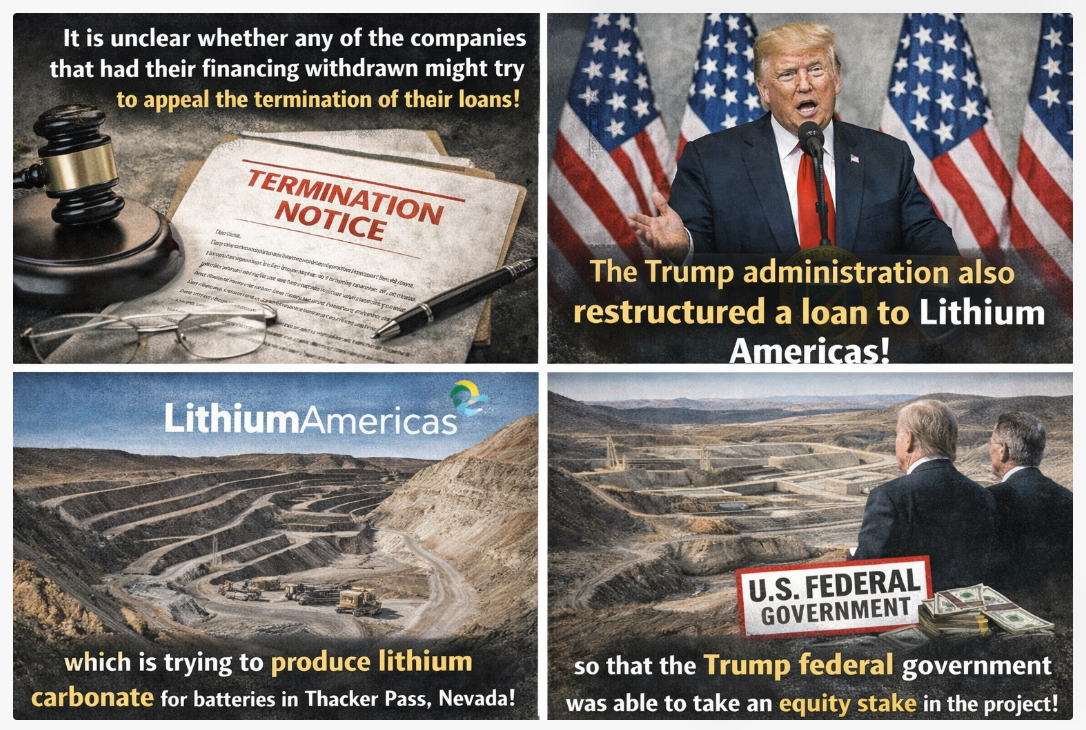 It is unclear whether any of the companies
that had their financing withdrawn might try
to appeal the termination of their loans!
TERMINATION
NOTICE
The Trump administration also
restructured a loan to Lithium
Americas!
LithiumAmericas
which is trying to produce lithium
carbonate for batteries in Thacker Pass, Nevada!
U.S. FEDERAL
GOVERNMENT
so that the Trump federal government
was able to take an equity stake in the project!